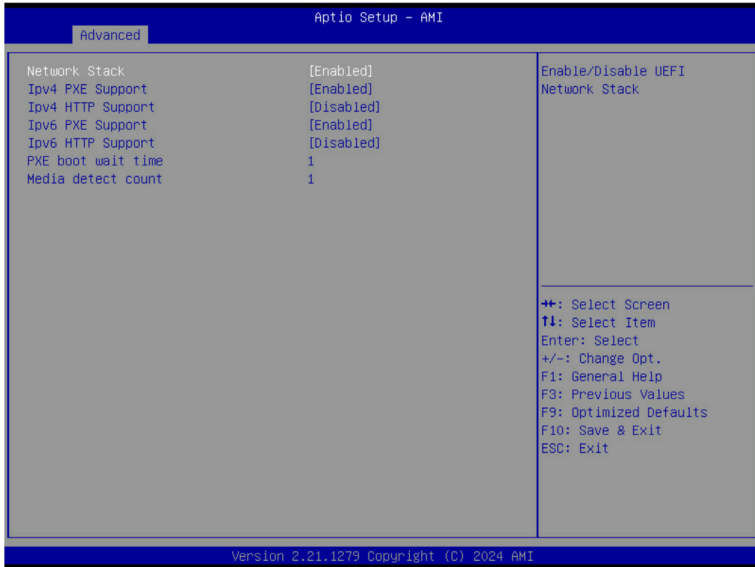 Aptio Setup – AMI
Advanced
Network Stack [Enabled]
Ipv4 PXE Support [Enabled]
Ipv4 HTTP Support [Disabled]
Ipv6 PXE Support [Enabled]
Ipv6 HTTP Support [Disabled]
PXE boot wait time 1
Media detect count 1
Enable/Disable UEFI
Network Stack
→←: Select Screen
↑↓: Select Item
Enter: Select
+/-: Change Opt.
F1: General Help
F3: Previous Values
F9: Optimized Defaults
F10: Save & Exit
ESC: Exit
Version 2.21.1279 Copyright (C) 2024 AMI